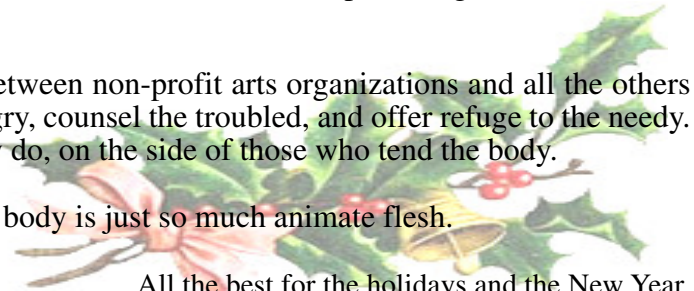 etween non-profit arts organizations and all the others
gry, counsel the troubled, and offer refuge to the needy.
y do, on the side of those who tend the body.
body is just so much animate flesh.
All the best for the holidays and the New Year